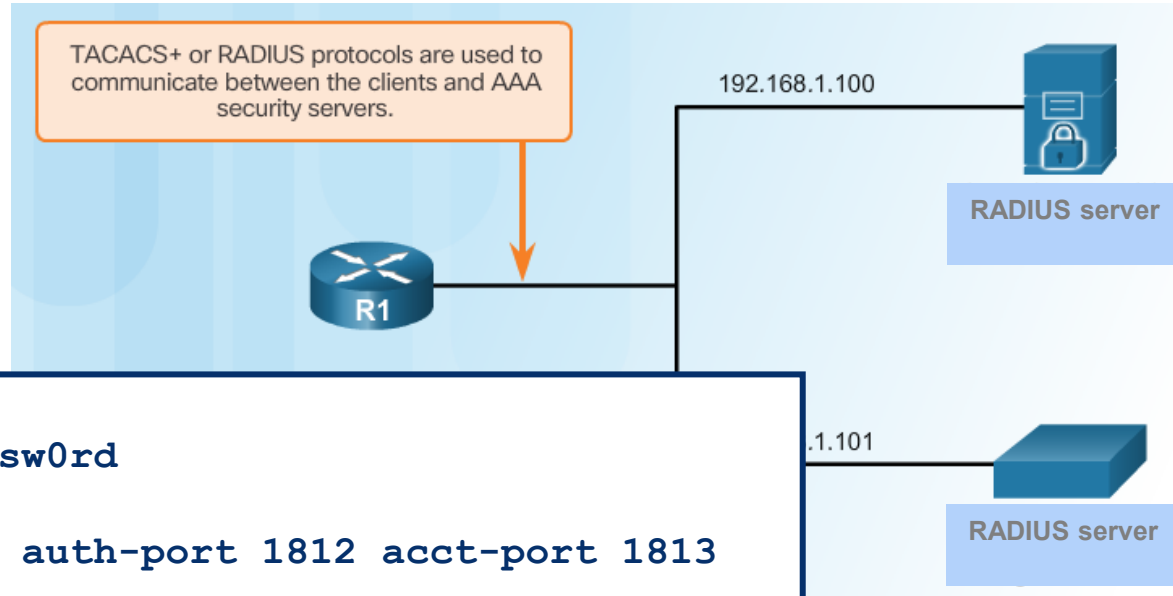 TACACS+ or RADIUS protocols are used to
communicate between the clients and AAA
security servers.
192.168.1.100
RADIUS server
R1
sw0rd
.1.101
auth-port 1812 acct-port 1813
RADIUS server